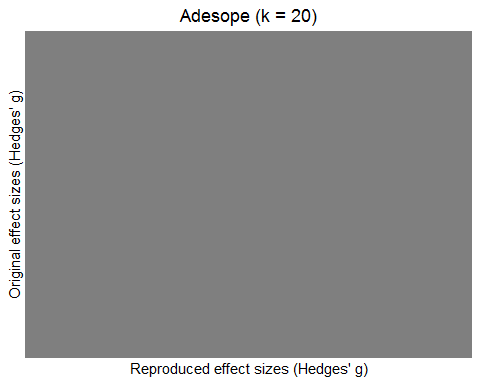 Adesope (k = 20)
Original effect sizes (Hedges' g)
Reproduced effect sizes (Hedges' g)